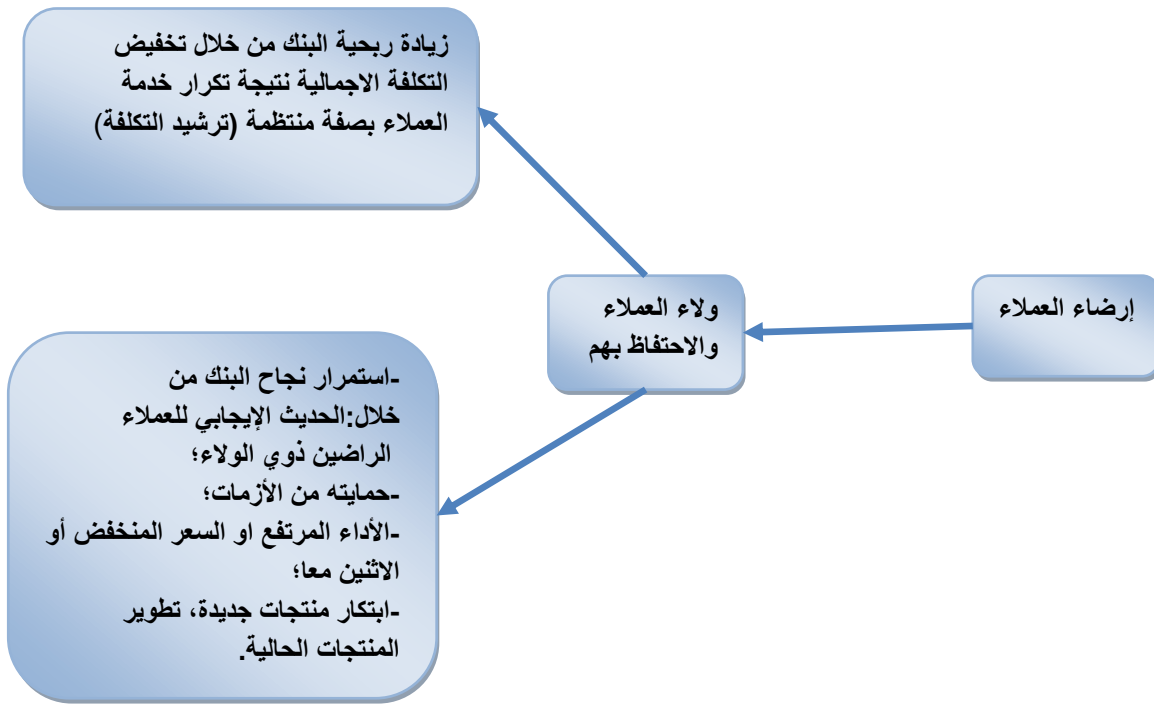 زيادة ربحية البنك من خلال تخفيض
التكلفة الاجمالية نتيجة تكرار خدمة
العملاء بصفة منتظمة (ترشيد التكلفة)
إرضاء العملاء
ولاء العملاء
والاحتفاظ بهم
-استمرار نجاح البنك من
خلال:الحديث الإيجابي للعملاء
الراضين ذوي الولاء؛
-حمايته من الأزمات؛
-الأداء المرتفع او السعر المنخفض أو
الاثنين معا؛
-ابتكار منتجات جديدة، تطوير
المنتجات الحالية.